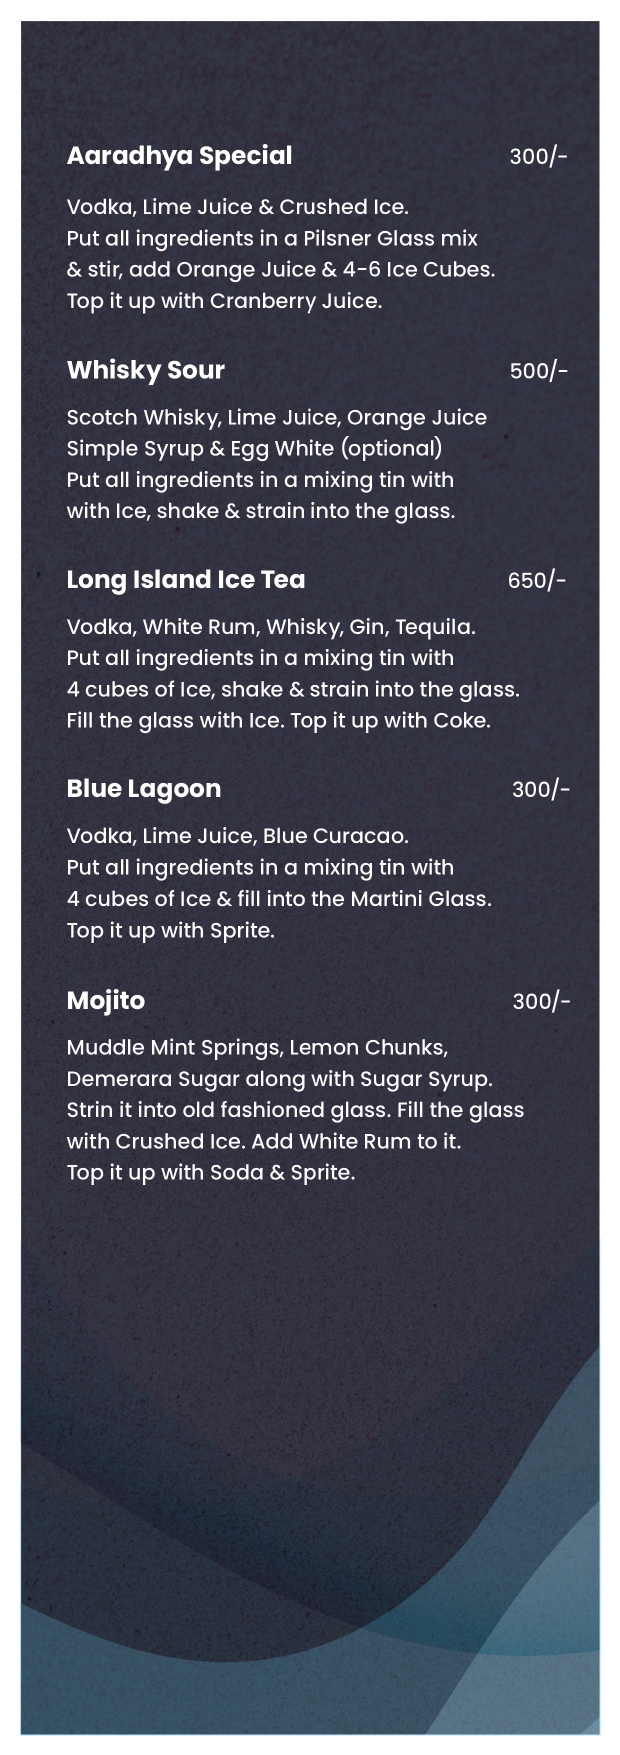 Aaradhya Special 300/-
Vodka, Lime Juice & Crushed Ice.
Put all ingredients in a Pilsner Glass mix
& stir, add Orange Juice & 4-6 Ice Cubes.
Top it up with Cranberry Juice.
Whisky Sour 500/-
Scotch Whisky, Lime Juice, Orange Juice
Simple Syrup & Egg White (optional)
Put all ingredients in a mixing tin with
with Ice, shake & strain into the glass.
Long Island Ice Tea 650/-
Vodka, White Rum, Whisky, Gin, Tequila.
Put all ingredients in a mixing tin with
4 cubes of Ice, shake & strain into the glass.
Fill the glass with Ice. Top it up with Coke.
Blue Lagoon 300/-
Vodka, Lime Juice, Blue Curacao.
Put all ingredients in a mixing tin with
4 cubes of Ice & fill into the Martini Glass.
Top it up with Sprite.
Mojito 300/-
Muddle Mint Springs, Lemon Chunks,
Demerara Sugar along with Sugar Syrup.
Strin it into old fashioned glass. Fill the glass
with Crushed Ice. Add White Rum to it.
Top it up with Soda & Sprite.